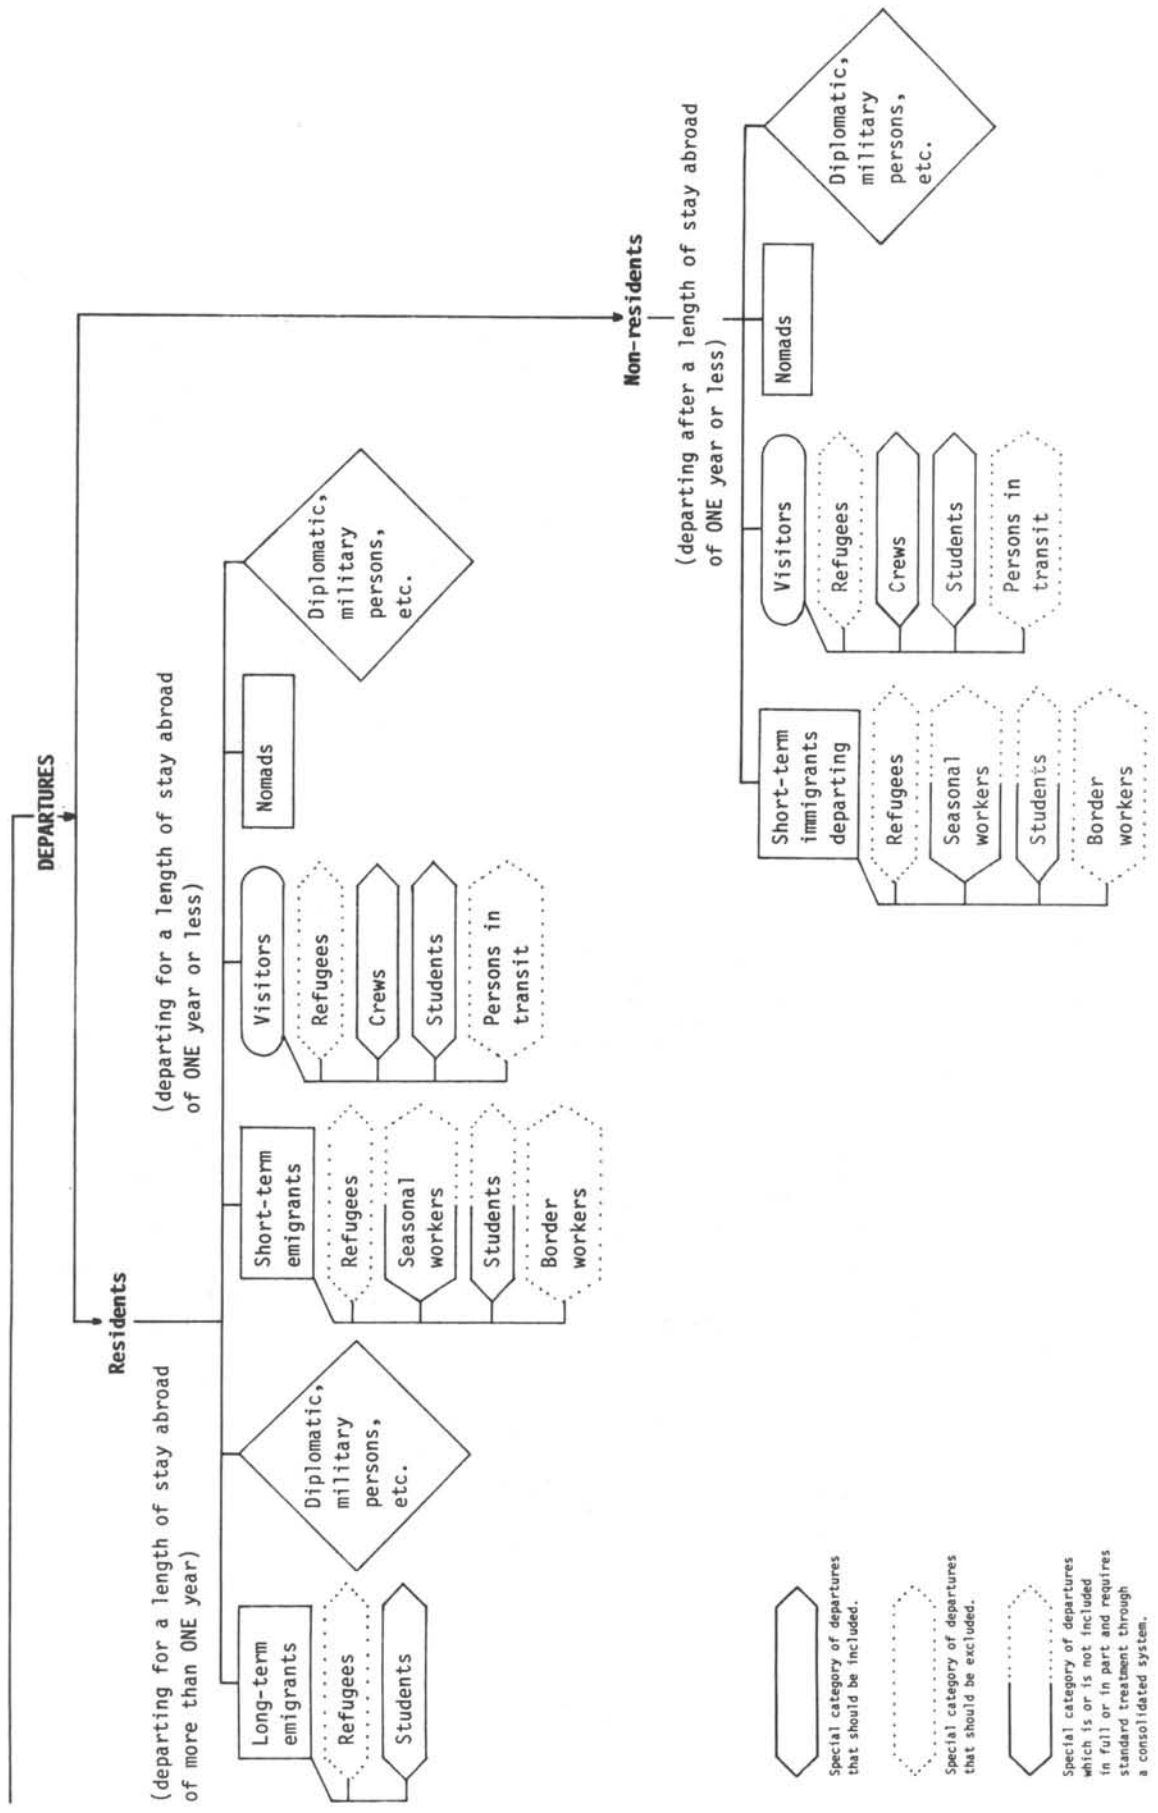 DEPARTURES
Residents
(departing for a length of stay abroad
of more than ONE year)
Long-term
emigrants
Refugees
Students
Diplomatic,
military
persons,
etc.
(departing for a length of stay abroad
of ONE year or less)
Short-term
emigrants
Refugees
Seasonal
workers
Students
Border
workers
Visitors
Refugees
Crews
Students
Persons in
transit
Nomads
Diplomatic,
military
persons,
etc.
Non-residents
(departing after a length of stay abroad
of ONE year or less)
Short-term
immigrants
departing
Refugees
Seasonal
workers
Students
Border
workers
Visitors
Refugees
Crews
Students
Persons in
transit
Nomads
Diplomatic,
military
persons,
etc.
Special category of departures
that should be included.
Special category of departures
that should be excluded.
Special category of departures
which is or is not included
in full or in part and requires
standard treatment through
a consolidated system.